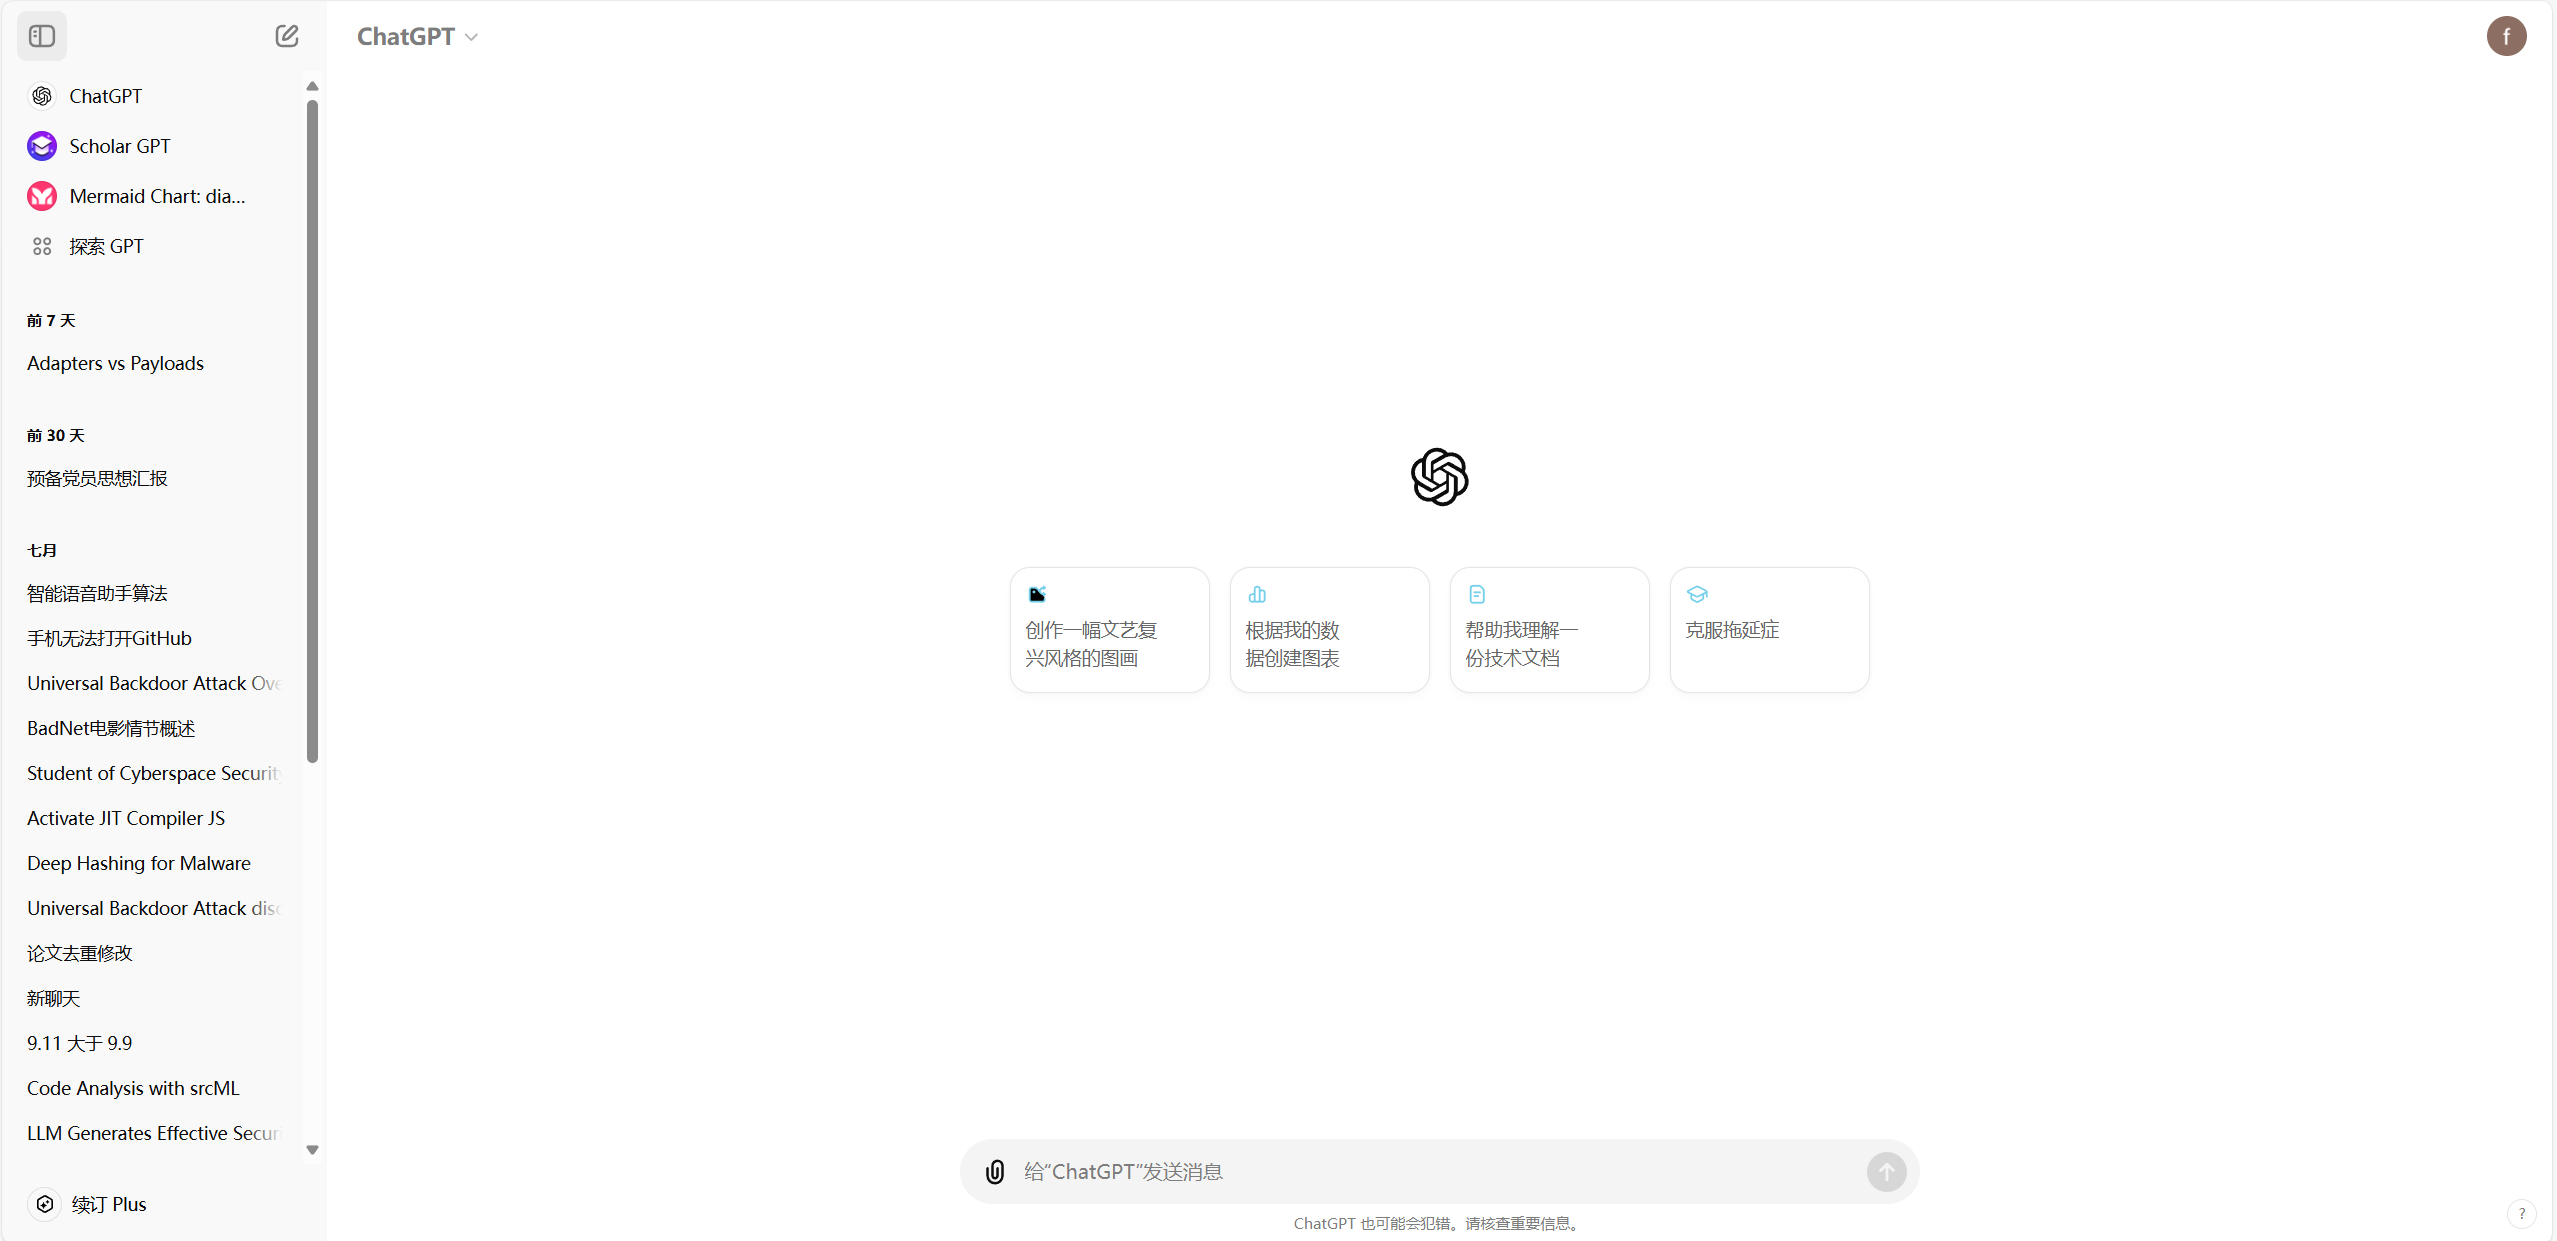 ChatGPT
Scholar GPT
Mermaid Chart: dia...
探索 GPT
前 7 天
Adapters vs Payloads
前 30 天
预备党员思想汇报
七月
智能语音助手算法
手机无法打开GitHub
Universal Backdoor Attack Ove
BadNet电影情节概述
Student of Cyberspace Security
Activate JIT Compiler JS
Deep Hashing for Malware
Universal Backdoor Attack disc
论文去重修改
新聊天
9.11 大于 9.9
Code Analysis with srcML
LLM Generates Effective Securi
续订 Plus
ChatGPT
f
创作一幅文艺复
兴风格的图画
根据我的数
据创建图表
帮助我理解一
份技术文档
克服拖延症
给“ChatGPT”发送消息
ChatGPT 也可能会犯错。请核查重要信息。
?